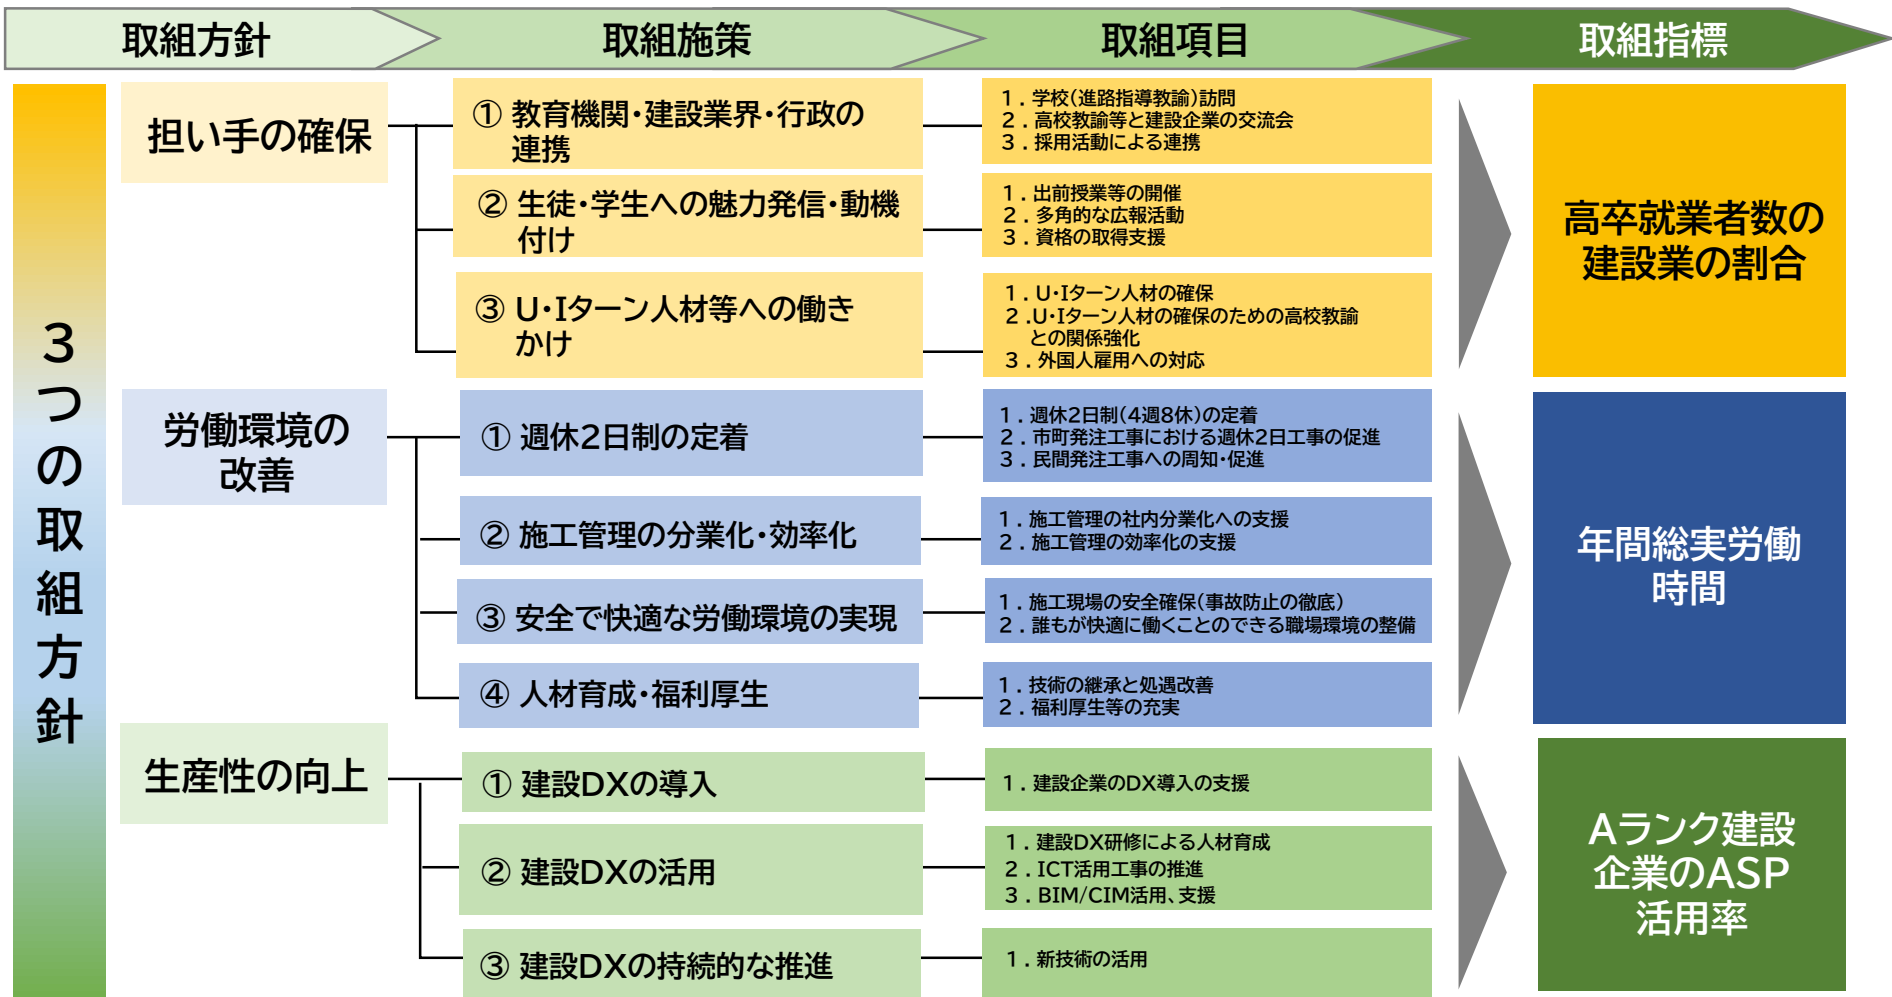 取組方針
取組施策
取組項目
取組指標
3つの取組方針
担い手の確保
① 教育機関・建設業界・行政の
連携
1．学校（進路指導教諭）訪問
2．高校教諭等と建設企業の交流会
3．採用活動による連携
② 生徒・学生への魅力発信・動機
付け
1．出前授業等の開催
2．多角的な広報活動
3．資格の取得支援
③ U・Iターン人材等への働き
かけ
1．U・Iターン人材の確保
2．U・Iターン人材の確保のための高校教諭
との関係強化
3．外国人雇用への対応
高卒就業者数の
建設業の割合
労働環境の
改善
① 週休2日制の定着
1．週休2日制（4週8休）の定着
2．市町発注工事における週休2日工事の促進
3．民間発注工事への周知・促進
② 施工管理の分業化・効率化
1．施工管理の社内分業化への支援
2．施工管理の効率化の支援
③ 安全で快適な労働環境の実現
1．施工現場の安全確保（事故防止の徹底）
2．誰もが快適に働くことのできる職場環境の整備
④ 人材育成・福利厚生
1．技術の継承と処遇改善
2．福利厚生等の充実
年間総実労働
時間
生産性の向上
① 建設DXの導入
1．建設企業のDX導入の支援
② 建設DXの活用
1．建設DX研修による人材育成
2．ICT活用工事の推進
3．BIM/CIM活用、支援
③ 建設DXの持続的な推進
1．新技術の活用
Aランク建設
企業のASP
活用率